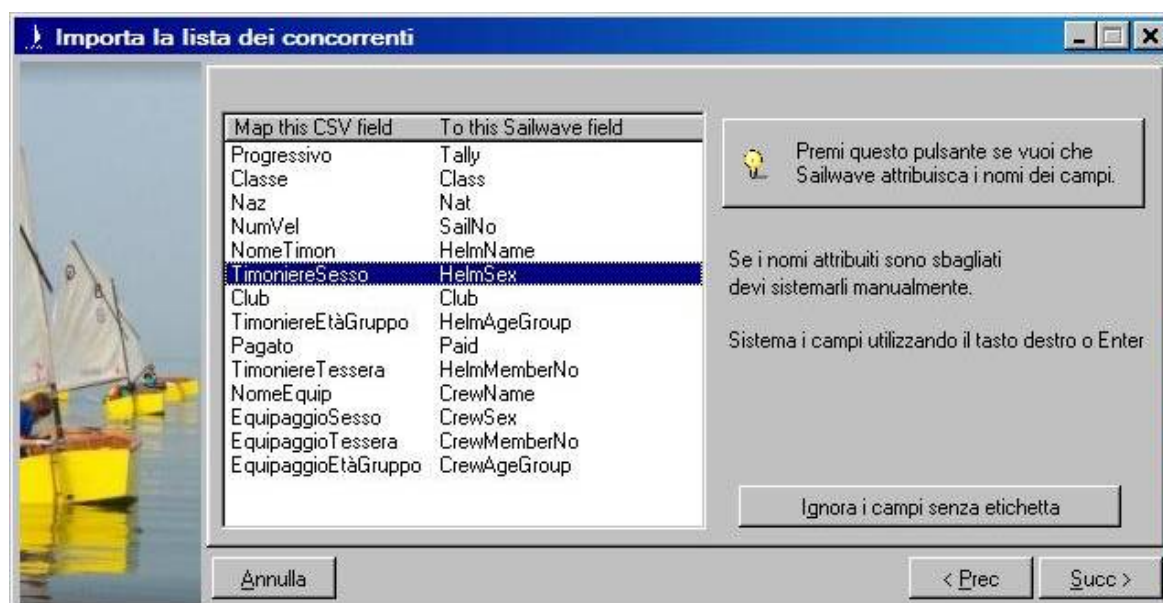 Importa la lista dei concorrenti
Map this CSV field To this Sailwave field
Progressivo Tally
Classe Class
Naz Nat
NumVel SailNo
NomeTimon HelmName
TimoniereSesso HelmSex
Club Club
TimoniereEtàGruppo HelmAgeGroup
Pagato Paid
TimoniereTessera HelmMemberNo
NomeEquip CrewName
EquipaggioSesso CrewSex
EquipaggioTessera CrewMemberNo
EquipaggioEtàGruppo CrewAgeGroup
Premi questo pulsante se vuoi che
Sailwave attribuisca i nomi dei campi.
Se i nomi attribuiti sono sbagliati
devi sistemarli manualmente.
Sistema i campi utilizzando il tasto destro o Enter
Ignora i campi senza etichetta
Annulla
< Prec
Succ >